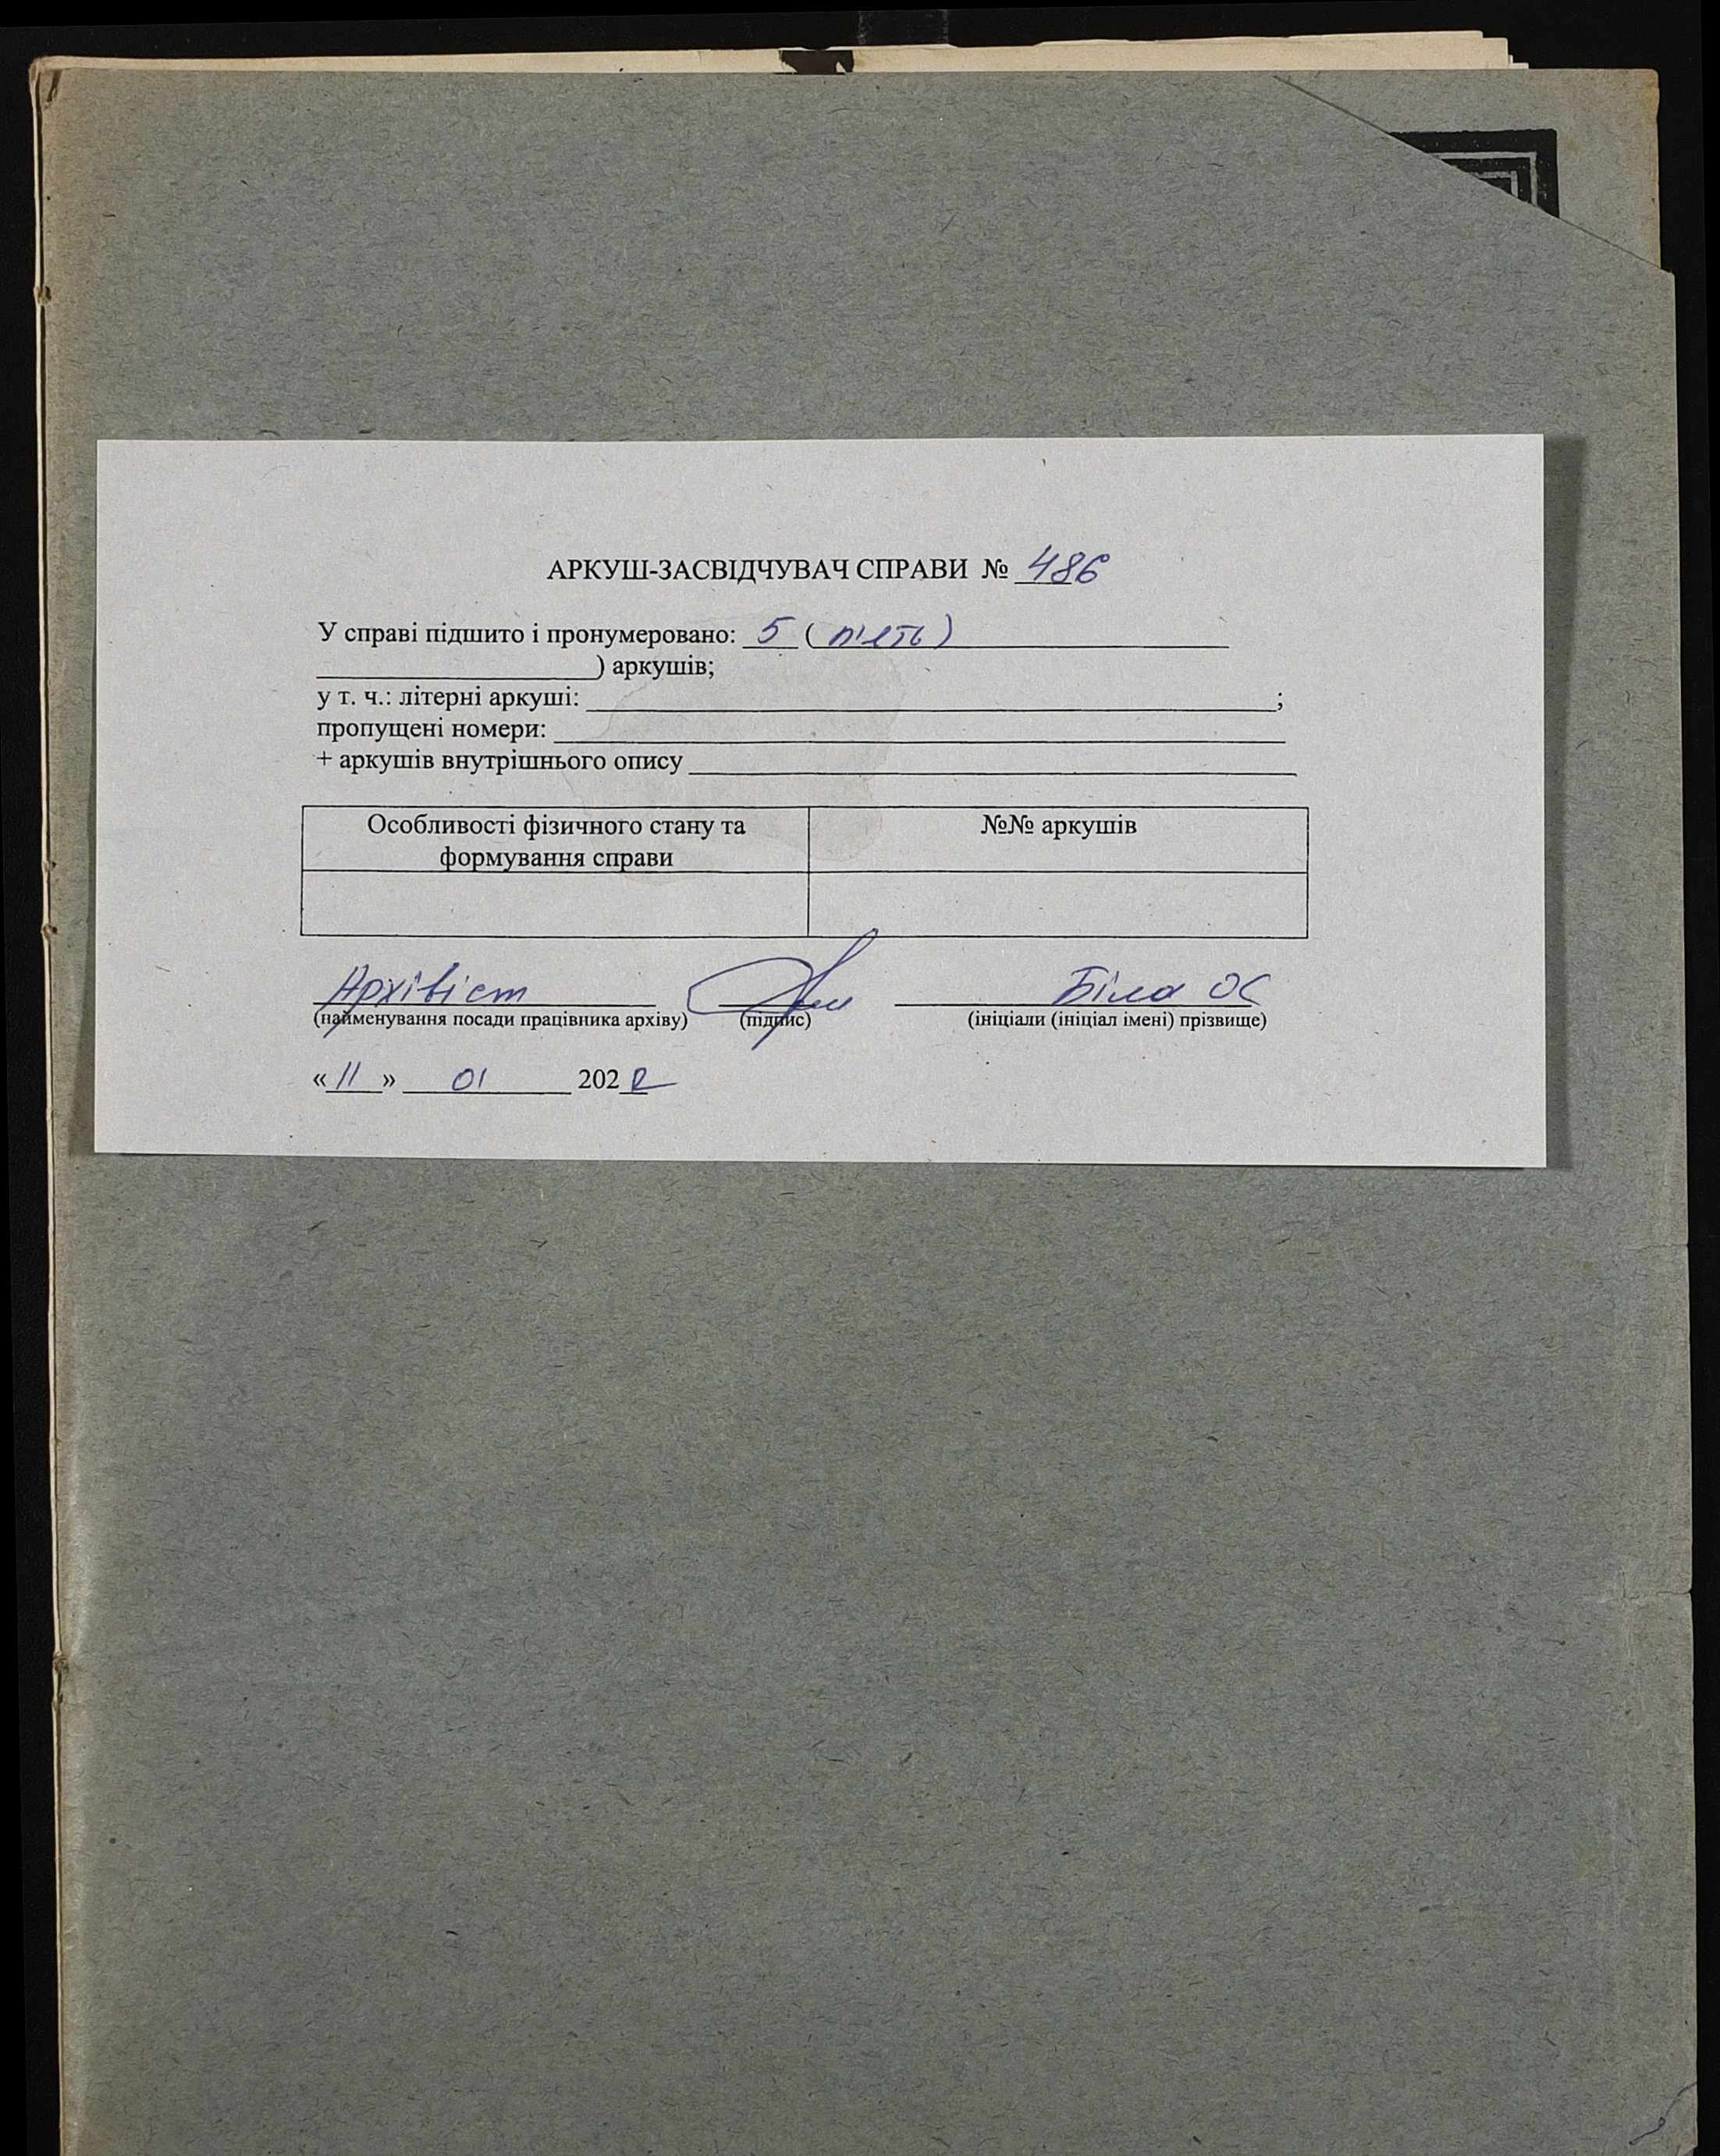 АРКУШ-ЗАСВІДЧУВАЧ СПРАВИ № 486
У справі підшито і пронумеровано: 5 ( п'ять )
) аркушів;
у т. ч.: літерні аркуші: ;
пропущені номери:
+ аркушів внутрішнього опису
Особливості фізичного стану та формування справи
№№ аркушів
Архівіст Біла ОС
(найменування посади працівника архіву) (підпис) (ініціали (ініціал імені) прізвище)
« 11 » 01 2022